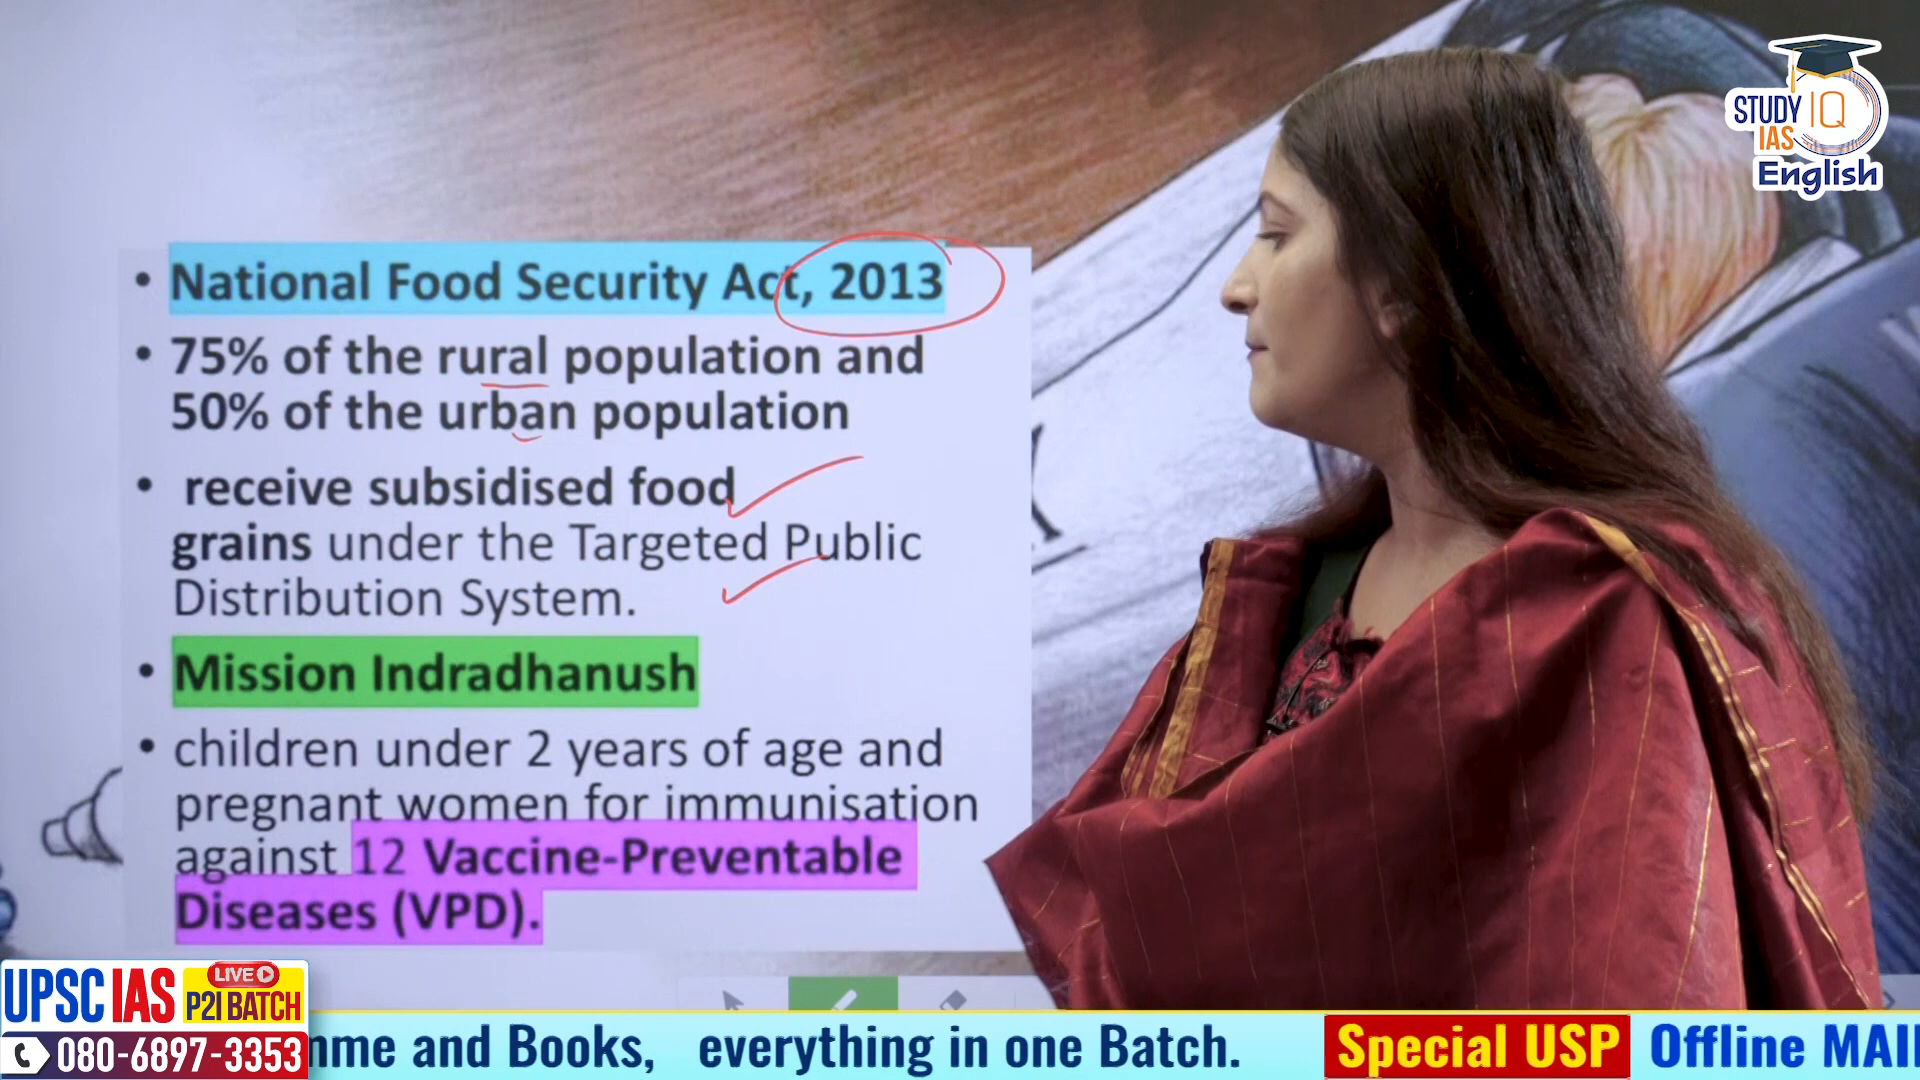 STUDY IQ
IAS
English
• National Food Security Act, 2013
• 75% of the rural population and
50% of the urban population
• receive subsidised food
grains under the Targeted Public
Distribution System.
• Mission Indradhanush
• children under 2 years of age and
pregnant women for immunisation
against 12 Vaccine-Preventable
Diseases (VPD).
UPSC IAS LIVE
P2I BATCH
080-6897-3353
and Books, everything in one Batch. Special USP Offline